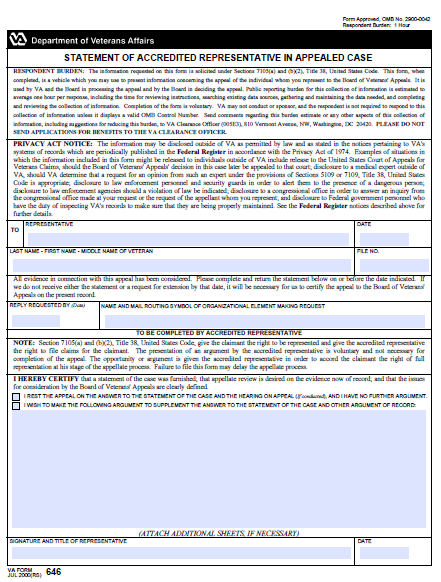 Form Approved, OMB No. 2900-0042
Respondent Burden: 1 Hour
VA Department of Veterans Affairs
STATEMENT OF ACCREDITED REPRESENTATIVE IN APPEALED CASE
RESPONDENT BURDEN: The information requested on this form is solicited under Sections 7105(a) and (b)(2), Title 38, United States Code. This form, when
completed, is a vehicle which you may use to present information concerning the appeal of the individual whom you represent to the Board of Veterans' Appeals. It is
used by VA and the Board in processing the appeal and by the Board in deciding the appeal. Public reporting burden for this collection of information is estimated to
average one hour per response, including the time for reviewing instructions, searching existing data sources, gathering and maintaining the data needed, and completing
and reviewing the collection of information. Completion of the form is voluntary. VA may not conduct or sponsor, and the respondent is not required to respond to this
collection of information unless it displays a valid OMB Control Number. Send comments regarding this burden estimate or any other aspects of this collection of
information, including suggestions for reducing this burden, to VA Clearance Officer (005E3), 810 Vermont Avenue, NW, Washington, DC 20420. PLEASE DO NOT
SEND APPLICATIONS FOR BENEFITS TO THE VA CLEARANCE OFFICER.
PRIVACY ACT NOTICE: The information may be disclosed outside of VA as permitted by law and as stated in the notices pertaining to VA's
systems of records which are periodically published in the Federal Register in accordance with the Privacy Act of 1974. Examples of situations in
which the information included in this form might be released to individuals outside of VA include release to the United States Court of Appeals for
Veterans Claims, should the Board of Veterans Appeals' decision in this case later be appealed to that court; disclosure to a medical expert outside of
VA, should VA determine that a request for an opinion from such an expert under the provisions of Sections 5109 or 7109, Title 38, United States
Code is appropriate; disclosure to law enforcement personnel and security guards in order to alert them to the presence of a dangerous person;
disclosure to law enforcement agencies should a violation of law be indicated; disclosure to a congressional office in order to answer an inquiry from
the congressional office made at your request or the request of the appellant whom you represent; and disclosure to Federal government personnel who
have the duty of inspecting VA's records to make sure that they are being properly maintained. See the Federal Register notices described above for
further details.
TO
REPRESENTATIVE
DATE
LAST NAME - FIRST NAME - MIDDLE NAME OF VETERAN
FILE NO.
All evidence in connection with this appeal has been considered. Please complete and return the statement below on or before the date indicated. If
we do not receive either the statement or a request for extension by that date, it will be necessary for us to certify the appeal to the Board of Veterans'
Appeals on the present record.
REPLY REQUESTED BY (Date)
NAME AND MAIL ROUTING SYMBOL OF ORGANIZATIONAL ELEMENT MAKING REQUEST
TO BE COMPLETED BY ACCREDITED REPRESENTATIVE
NOTE: Section 7105(a) and (b)(2), Title 38, United States Code, give the claimant the right to be represented and give the accredited representative
the right to file claims for the claimant. The presentation of an argument by the accredited representative is voluntary and not necessary for
completion of the appeal. The opportunity or argument is given the accredited representative in order to accord the claimant the right of full
representation at his stage of the appellate process. Failure to file this form may delay the appellate process.
I HEREBY CERTIFY that a statement of the case was furnished; that appellate review is desired on the evidence now of record; and that the issues
for consideration by the Board of Veterans' Appeals are clearly defined.
I REST THE APPEAL ON THE ANSWER TO THE STATEMENT OF THE CASE AND THE HEARING ON APPEAL (if conducted), AND I HAVE NO FURTHER ARGUMENT.
I WISH TO MAKE THE FOLLOWING ARGUMENT TO SUPPLEMENT THE ANSWER TO THE STATEMENT OF THE CASE AND OTHER ARGUMENT OF RECORD:
(ATTACH ADDITIONAL SHEETS, IF NECESSARY)
SIGNATURE AND TITLE OF REPRESENTATIVE
DATE
VA FORM
JUL 2000(RS) 646